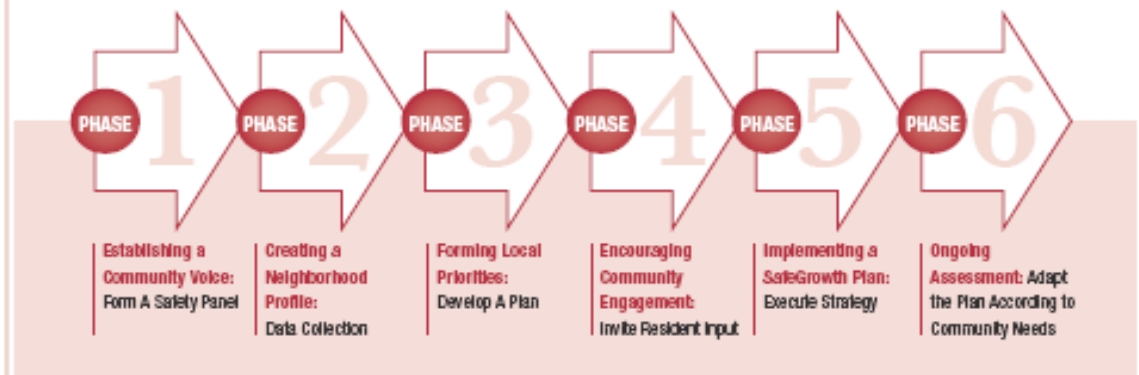 PHASE 1
PHASE 2
PHASE 3
PHASE 4
PHASE 5
PHASE 6
Establishing a
Community Voice:
Form A Safety Panel
Creating a
Neighborhood
Profile:
Data Collection
Forming Local
Priorities:
Develop A Plan
Encouraging
Community
Engagement:
Invite Resident Input
Implementing a
SafeGrowth Plan:
Execute Strategy
Ongoing
Assessment: Adapt
the Plan According to
Community Needs